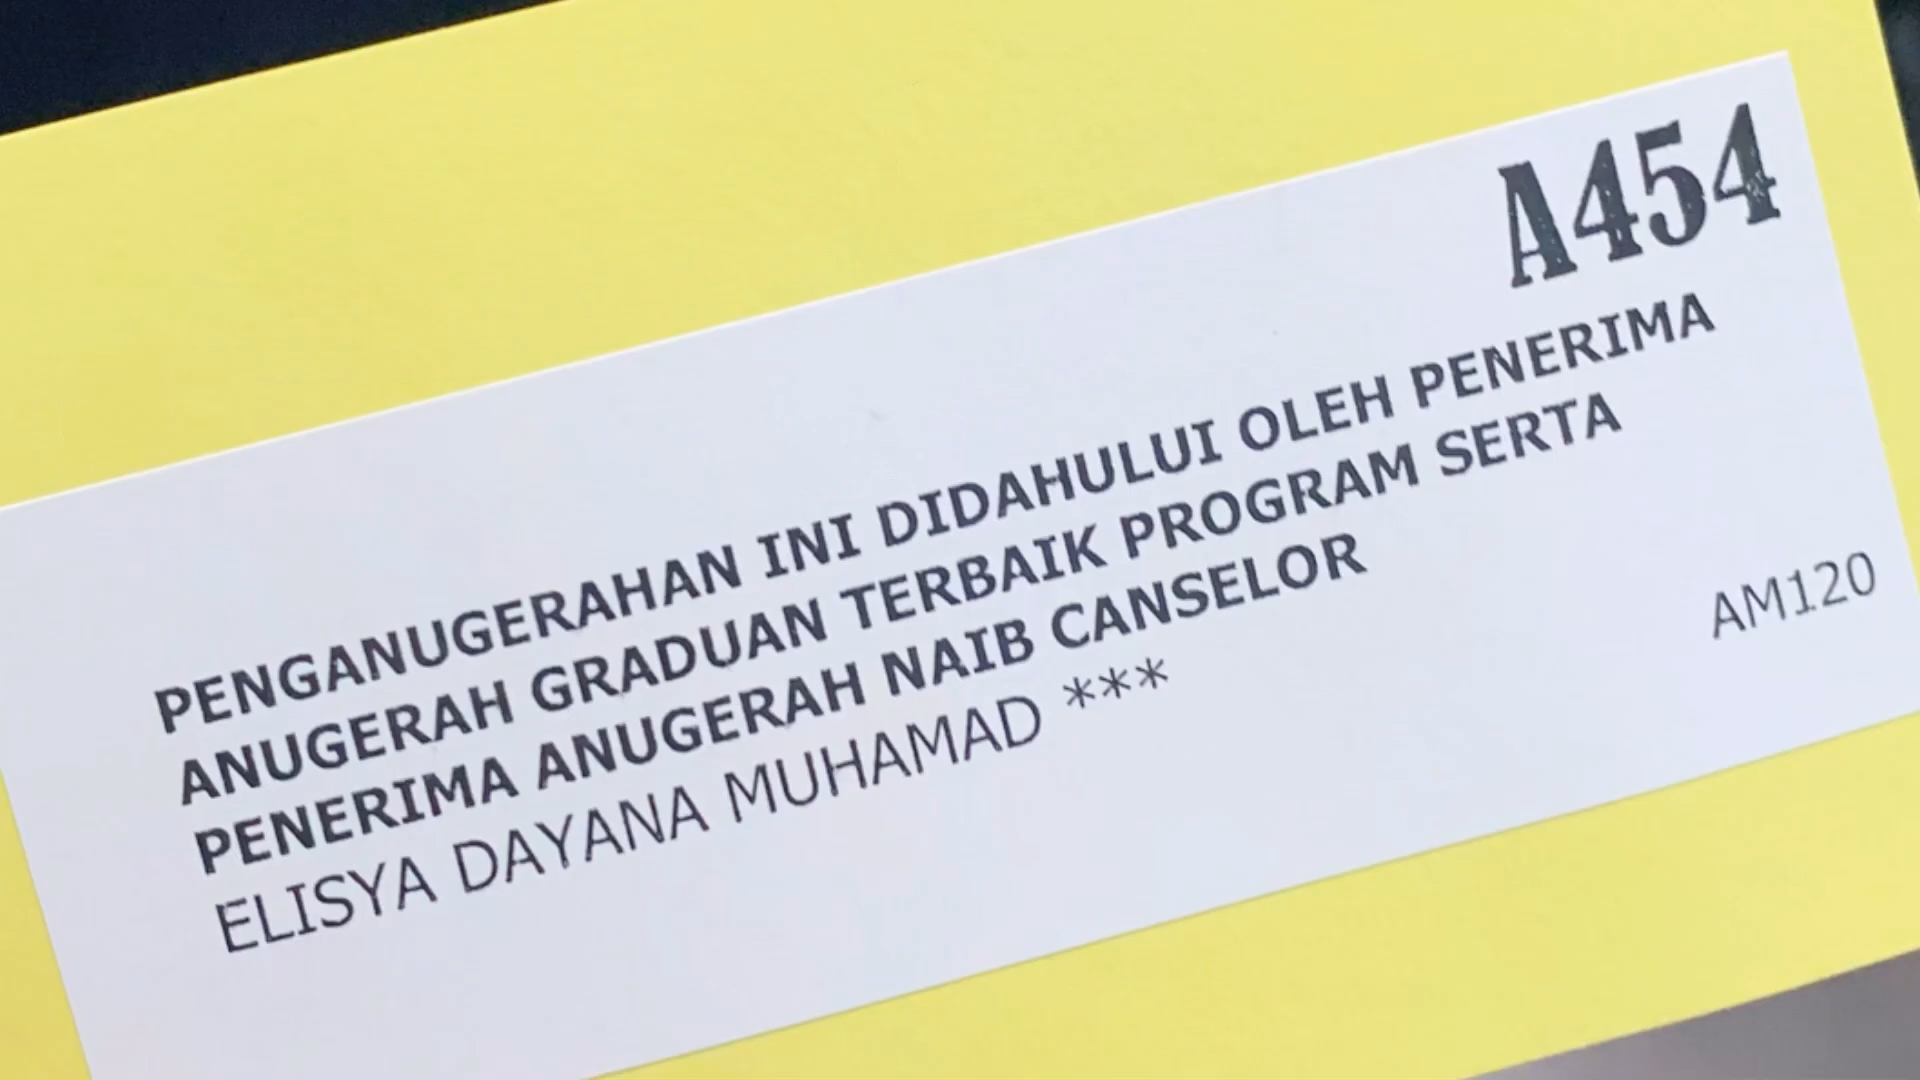 A454
PENGANUGERAHAN INI DIDAHULUI OLEH PENERIMA
ANUGERAH GRADUAN TERBAIK PROGRAM SERTA
PENERIMA ANUGERAH NAIB CANSELOR
ELISYA DAYANA MUHAMAD ***
AM120